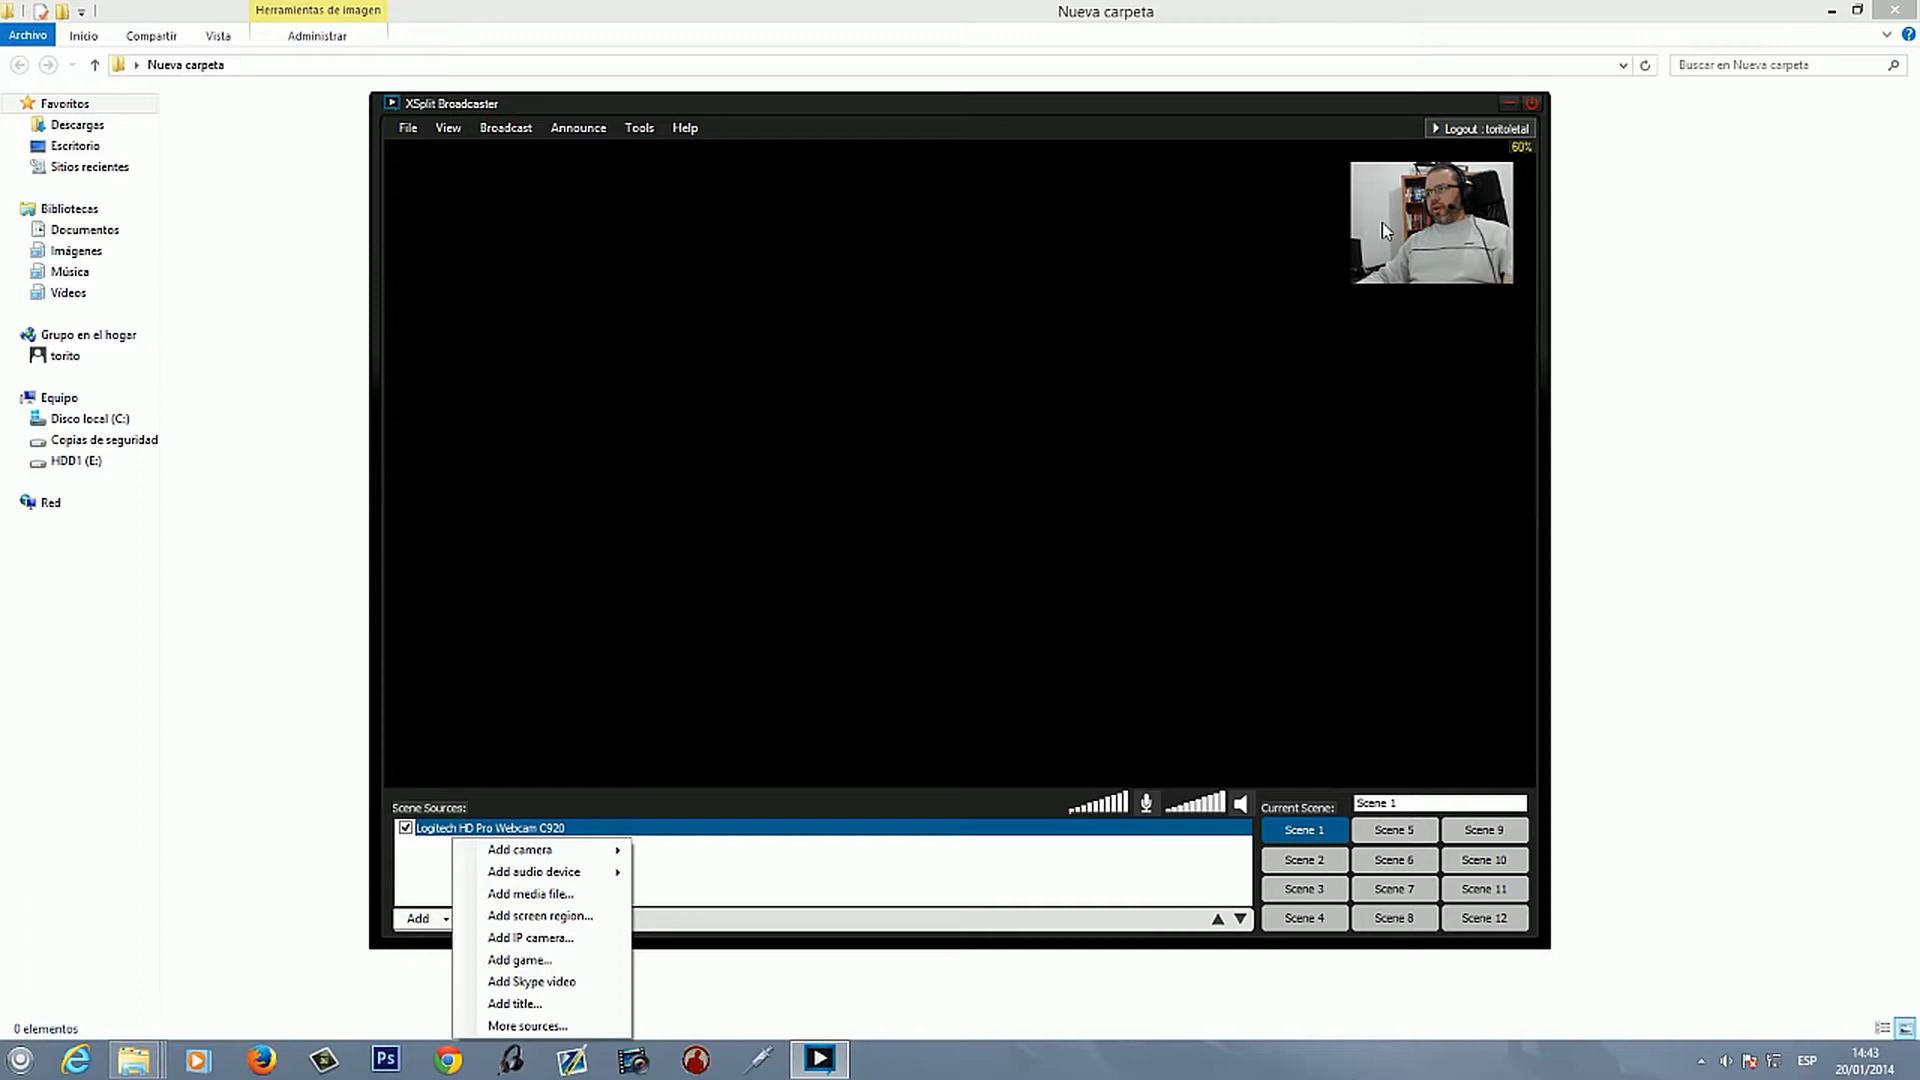 Herramientas de imagen
Nueva carpeta
Archivo Inicio Compartir Vista Administrar
Nueva carpeta
Buscar en Nueva carpeta
Favoritos
Descargas
Escritorio
Sitios recientes
Bibliotecas
Documentos
Imágenes
Música
Vídeos
Grupo en el hogar
torito
Equipo
Disco local (C:)
Copias de seguridad
HDD1 (E:)
Red
XSplit Broadcaster
File View Broadcast Announce Tools Help
Logout : toritoletal
60%
Scene Sources:
Logitech HD Pro Webcam C920
Add
Add camera
Add audio device
Add media file...
Add screen region...
Add IP camera...
Add game...
Add Skype video
Add title...
More sources...
Current Scene: Scene 1
Scene 1 Scene 5 Scene 9
Scene 2 Scene 6 Scene 10
Scene 3 Scene 7 Scene 11
Scene 4 Scene 8 Scene 12
0 elementos
Ps
ESP
14:43
20/01/2014